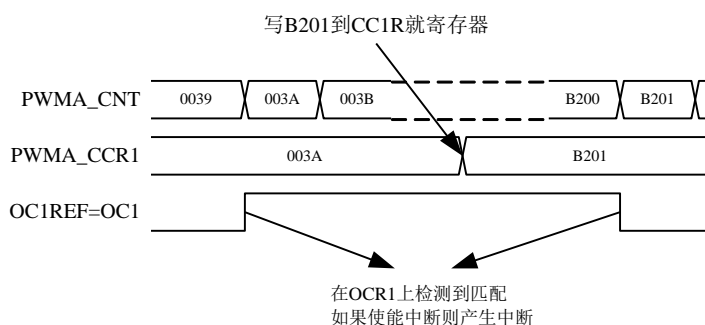 写B201到CC1R就寄存器
PWMA_CNT 0039 003A 003B B200 B201
PWMA_CCR1 003A B201
OC1REF=OC1
在OCR1上检测到匹配
如果使能中断则产生中断